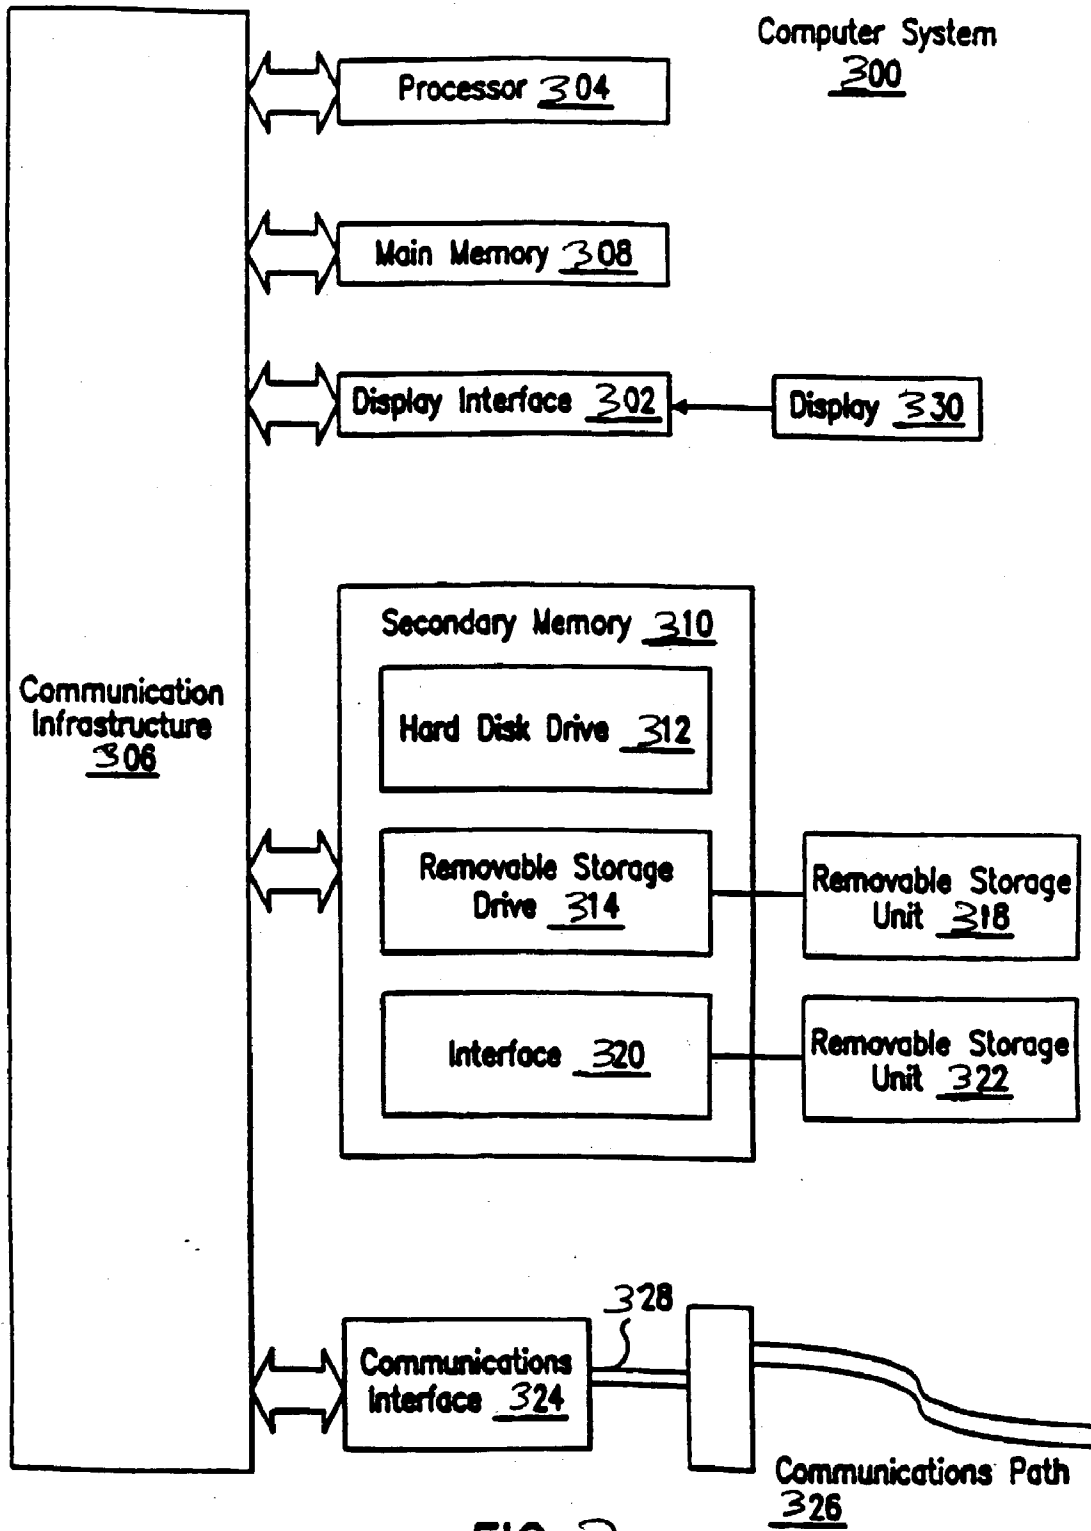 Computer System
300
Processor 304
Main Memory 308
Display Interface 302
Display 330
Secondary Memory 310
Hard Disk Drive 312
Communication
Infrastructure
306
Removable Storage
Drive 314
Removable Storage
Unit 318
Interface 320
Removable Storage
Unit 322
328
Communications
Interface 324
Communications Path
326
FIG. 3